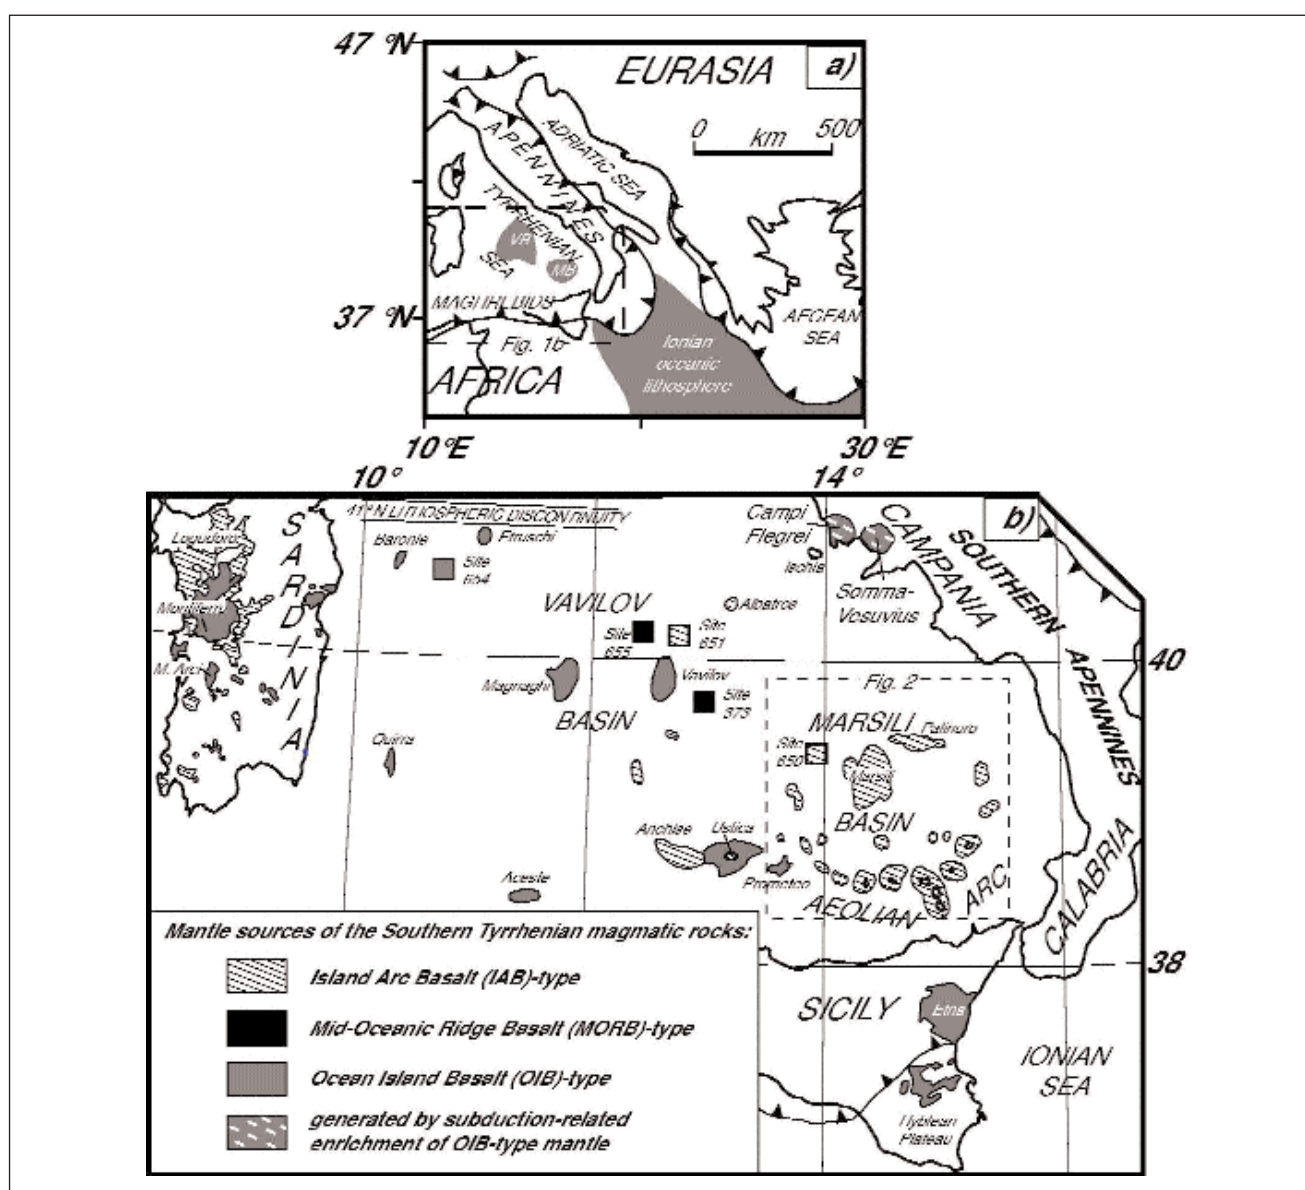 47 °N
EURASIA
a)
0 km 500
APENNINES
ADRIATIC SEA
TYRRHENIAN
SEA
VB
MB
37 °N
AEGEAN
SEA
Fig. 1b
Ionian
oceanic
lithosphere
AFRICA
10 °E
30 °E
10°
14°
b)
41° N LITHOSPHERIC DISCONTINUITY
SARDINIA
Logudoro
Montiferro
M. Arci
Baronie
Etruschi
Site
654
Campi
Flegrei
Ischia
CAMPANIA
Somma-
Vesuvius
SOUTHERN
APENNINES
VAVILOV
Albatros
Site
655
Site
651
40
Magnaghi
Vavilov
Site
373
BASIN
Quirra
Fig. 2
MARSILI
Palinuro
Site
650
Marsili
BASIN
Anchise
Ustica
Prometeo
Aceste
AEOLIAN
ARC
CALABRIA
38
SICILY
Etna
IONIAN
SEA
Hyblean
Plateau
Mantle sources of the Southern Tyrrhenian magmatic rocks:
Island Arc Basalt (IAB)-type
Mid-Oceanic Ridge Basalt (MORB)-type
Ocean Island Basalt (OIB)-type
generated by subduction-related
enrichment of OIB-type mantle